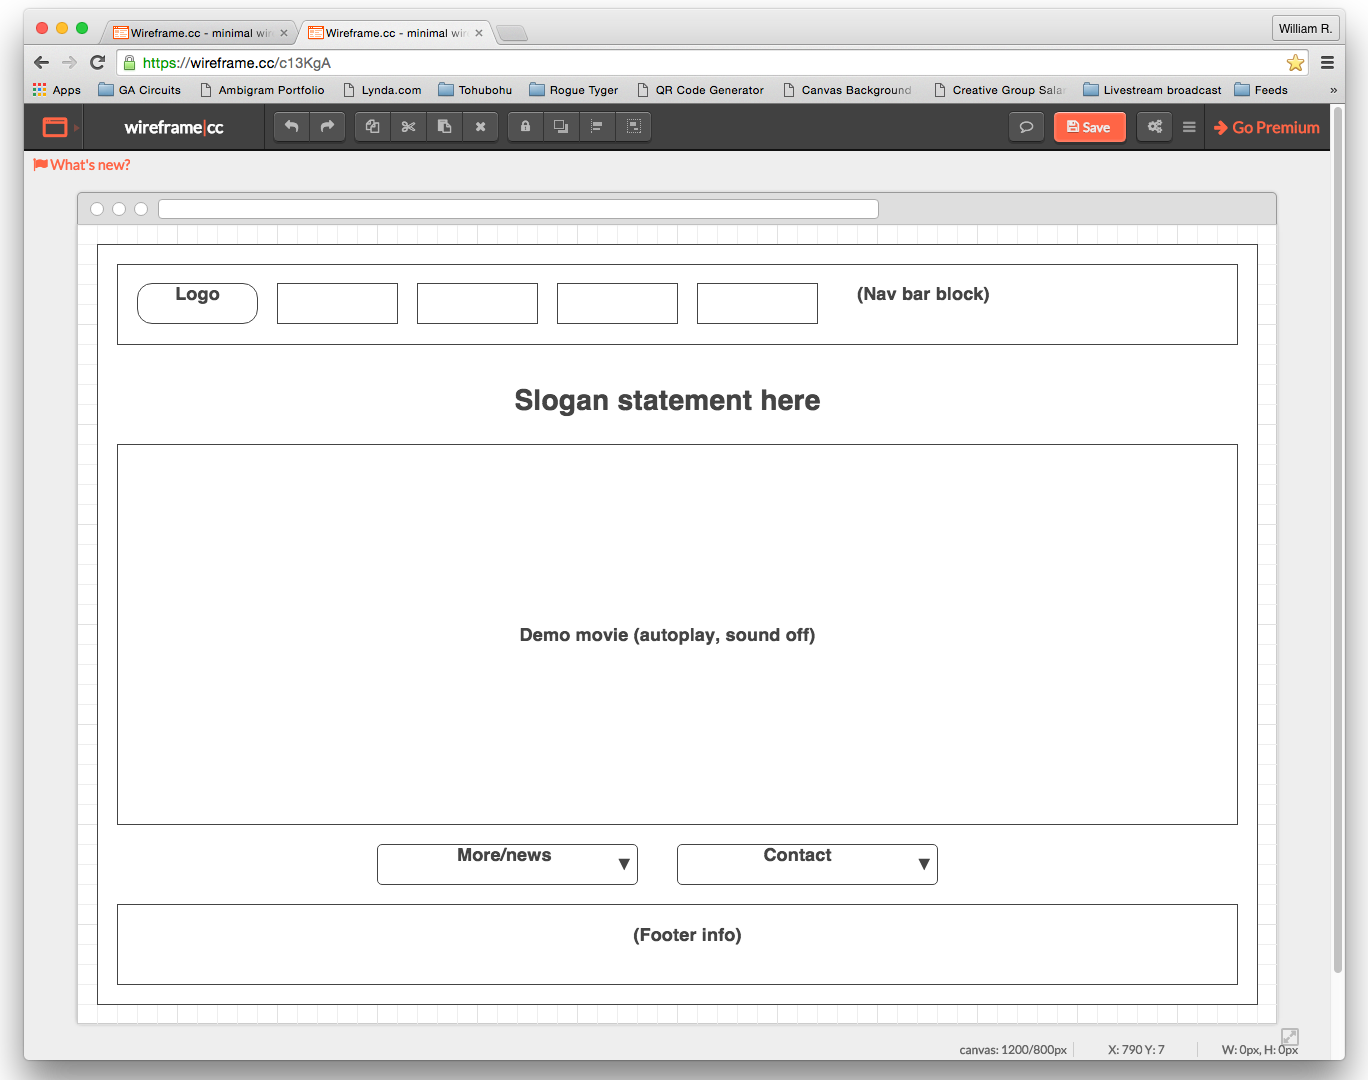 William R.
Wireframe.cc - minimal wir
Wireframe.cc - minimal wir
https://wireframe.cc/c13KgA
Apps GA Circuits Ambigram Portfolio Lynda.com Tohubohu Rogue Tyger QR Code Generator Canvas Background Creative Group Salar Livestream broadcast Feeds »
wireframe|cc Save Go Premium
What's new?
Logo (Nav bar block)
Slogan statement here
Demo movie (autoplay, sound off)
More/news Contact
(Footer info)
canvas: 1200/800px X: 790 Y: 7 W: 0px, H: 0px